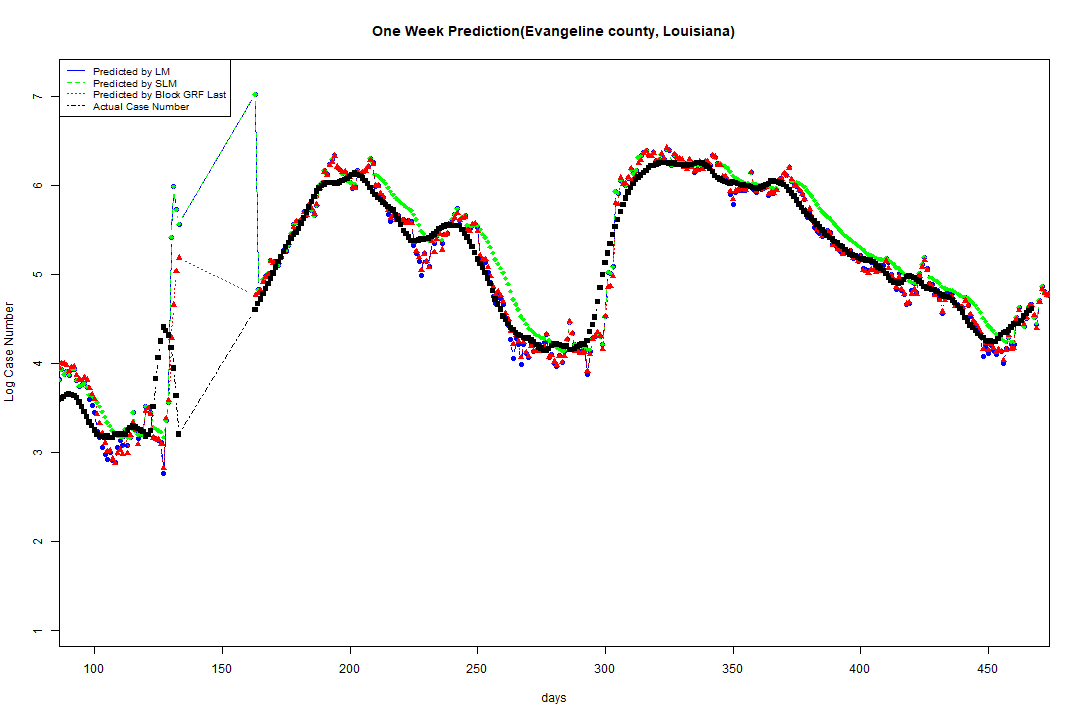 One Week Prediction(Evangeline county, Louisiana)
Predicted by LM
Predicted by SLM
Predicted by Block GRF Last
Actual Case Number
7
6
5
4
3
2
1
Log Case Number
100 150 200 250 300 350 400 450
days